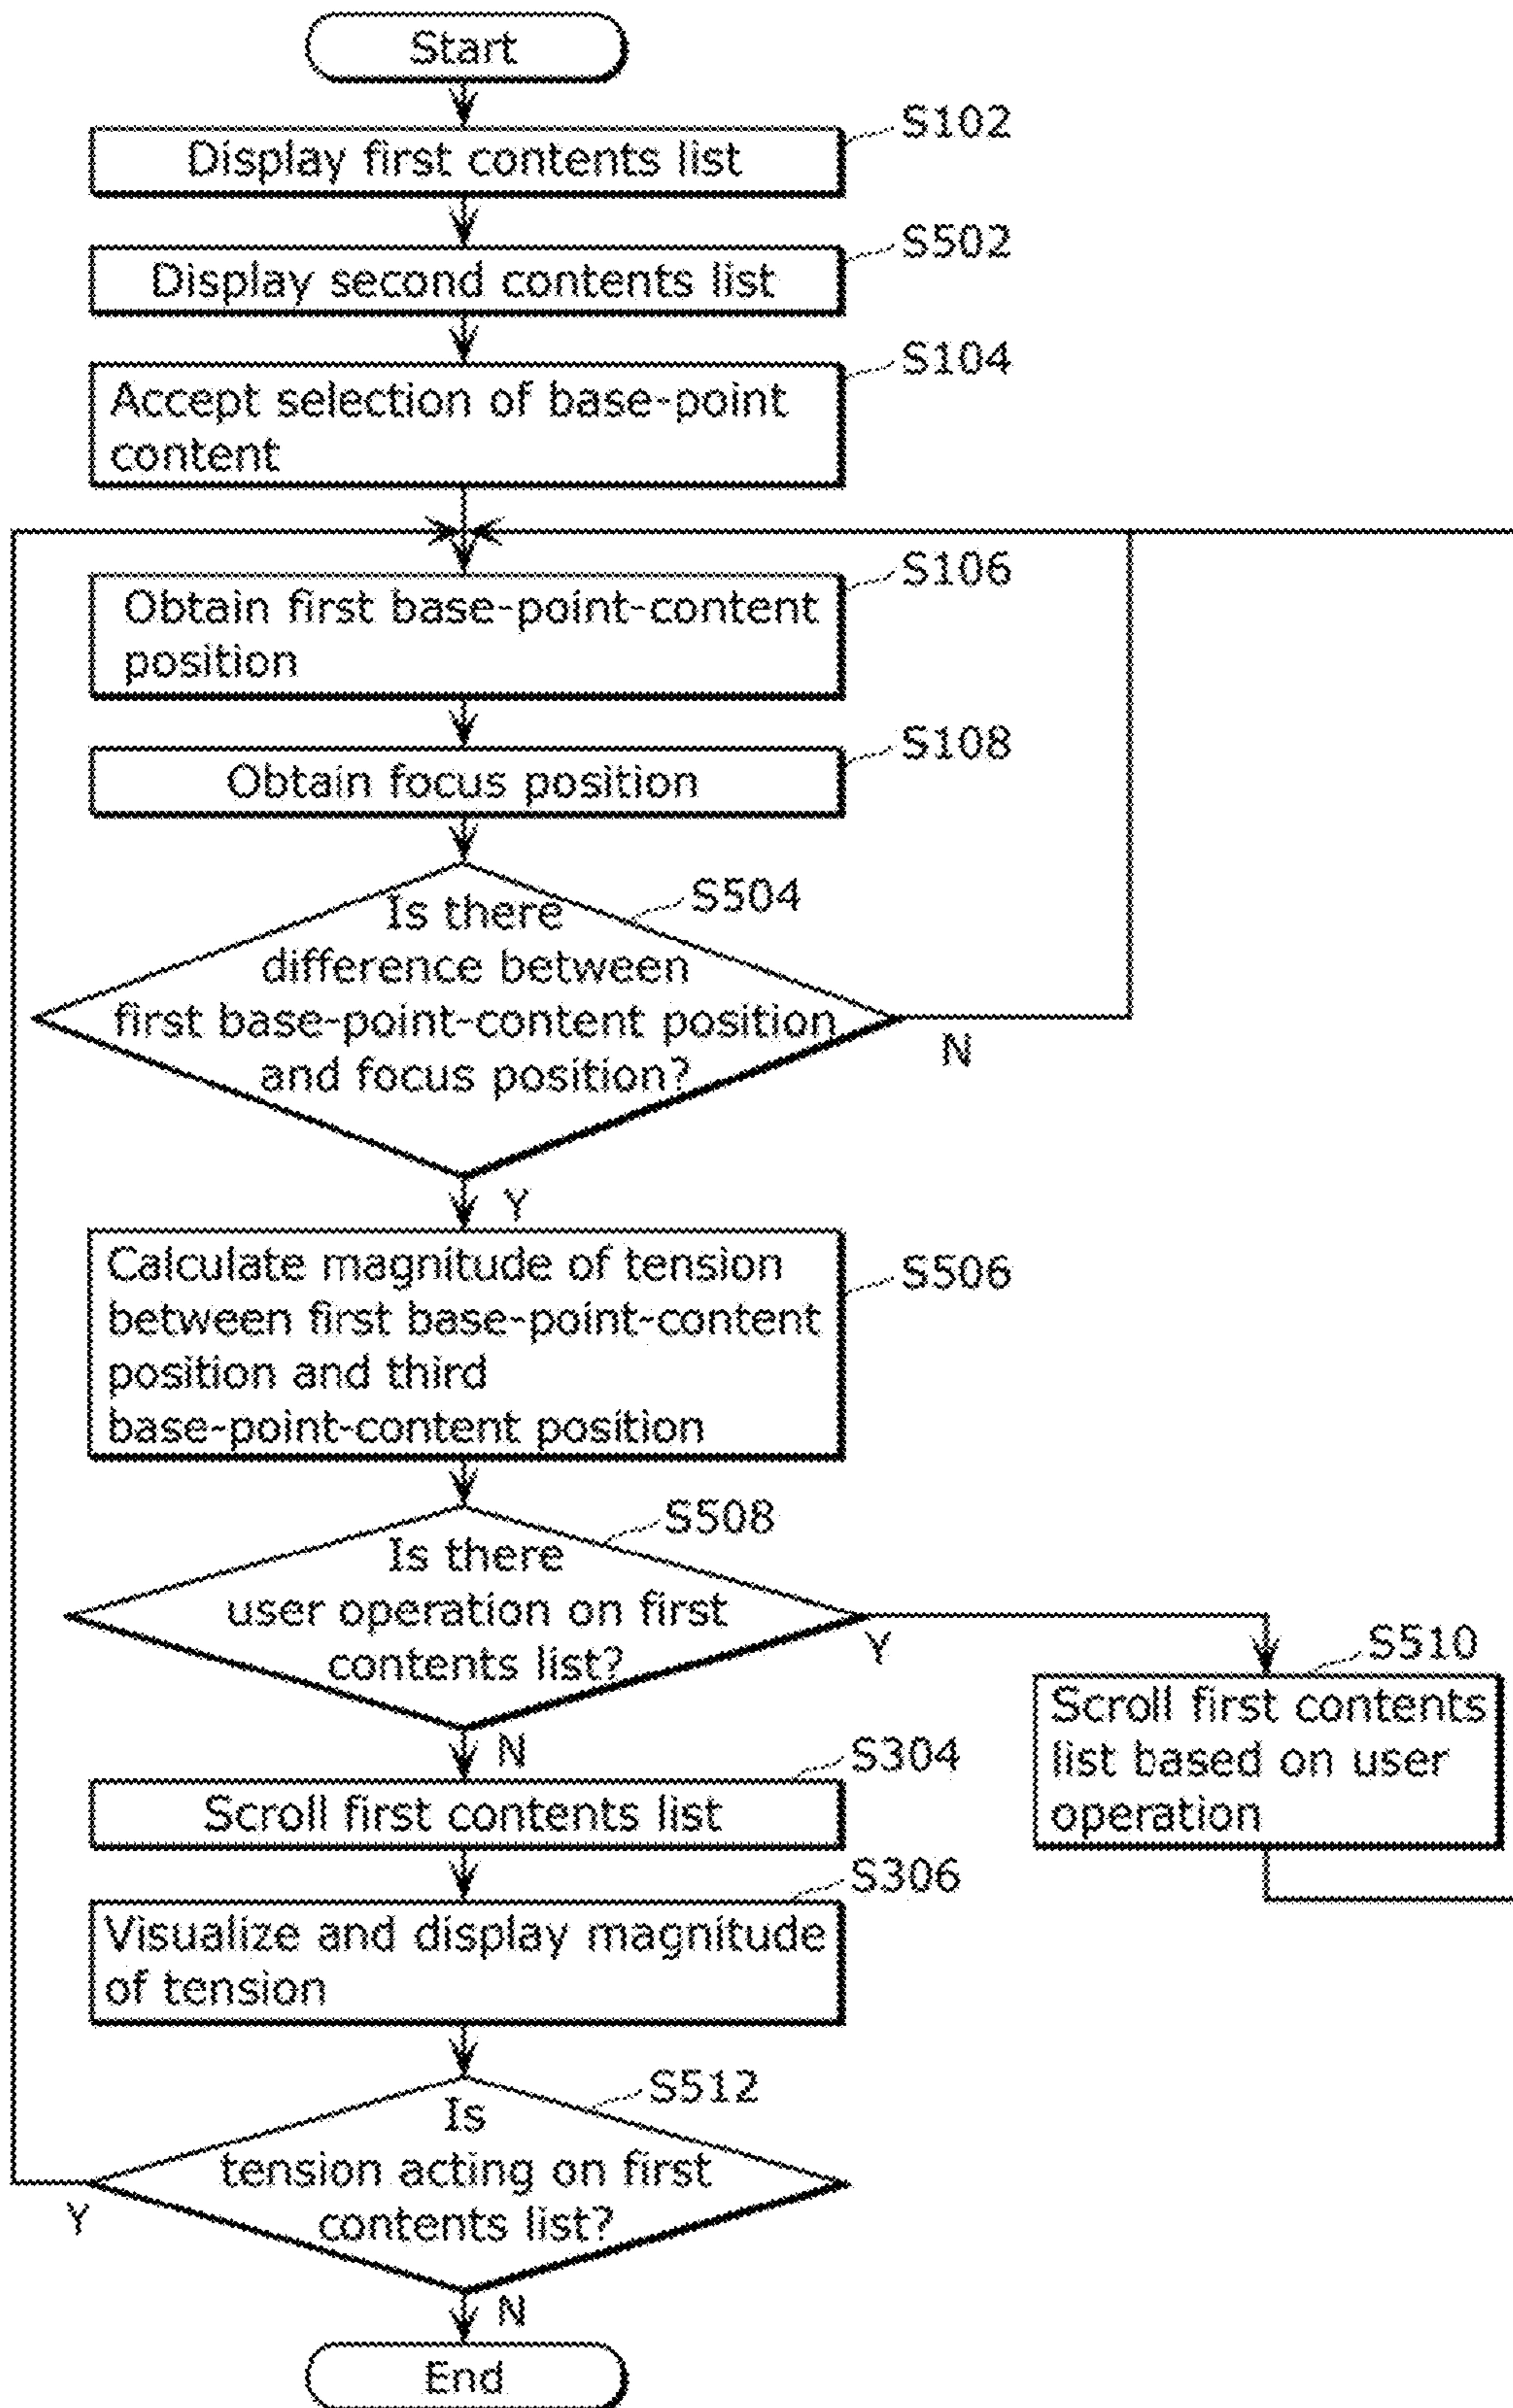 Start
S102
Display first contents list
S502
Display second contents list
S104
Accept selection of base-point
content
S106
Obtain first base-point-content
position
S108
Obtain focus position
S504
Is there
difference between
first base-point-content position
and focus position?
N
Y
Calculate magnitude of tension
between first base-point-content
position and third
base-point-content position
S506
S508
Is there
user operation on first
contents list?
Y
N
S510
Scroll first contents
list based on user
operation
S304
Scroll first contents list
S306
Visualize and display magnitude
of tension
S512
Is
tension acting on first
contents list?
Y
N
End